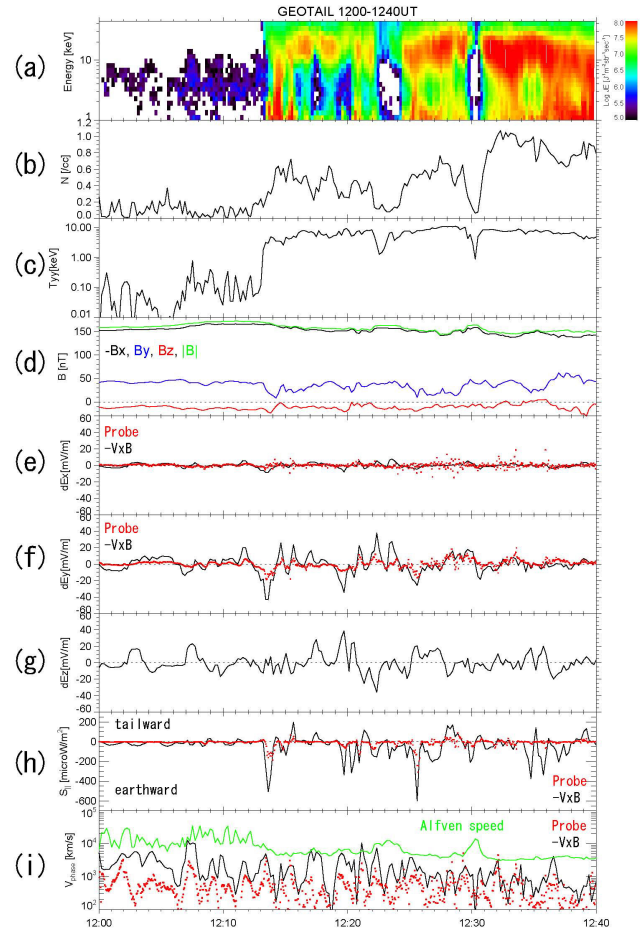 GEOTAIL 1200-1240UT
(a)
Energy [keV]
10
1
8.0
7.5
7.0
6.5
6.0
5.5
5.0
(b)
N [/cc]
1.2
1.0
0.8
0.6
0.4
0.2
0.0
(c)
Tyy[keV]
10.00
1.00
0.10
0.01
(d)
B [nT]
150
100
50
0
-Bx, By, Bz, |B|
(e)
dEx[mV/m]
60
40
20
0
-20
-40
-60
Probe
-VxB
(f)
dEy[mV/m]
60
40
20
0
-20
-40
-60
Probe
-VxB
(g)
dEz[mV/m]
60
40
20
0
-20
-40
-60
(h)
S|| [microW/m²]
200
0
-200
-400
-600
tailward
earthward
Probe
-VxB
(i)
Vphase [km/s]
10⁵
10⁴
10³
10²
Alfven speed
Probe
-VxB
12:00
12:10
12:20
12:30
12:40